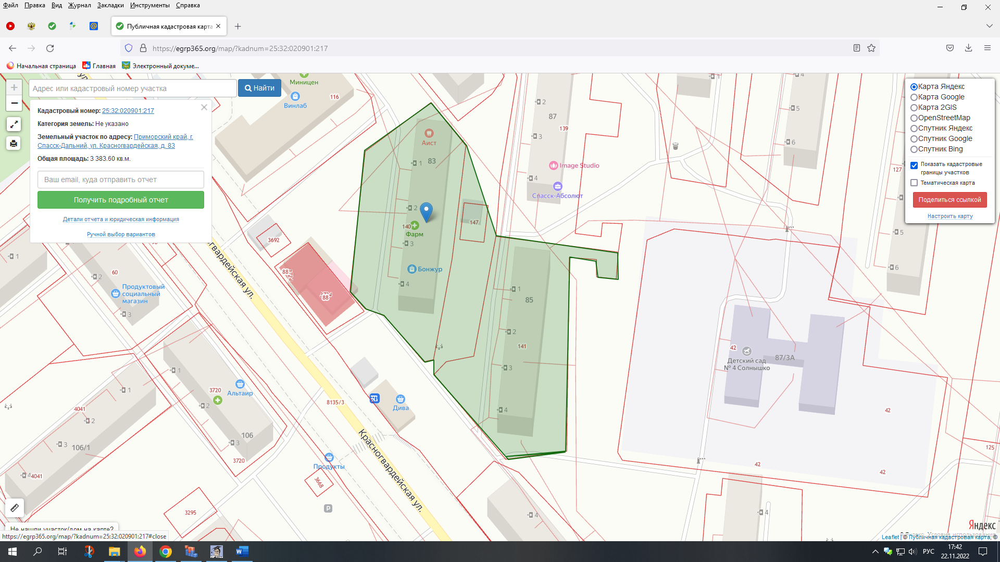 Файл Правка Вид Журнал Закладки Инструменты Справка
Публичная кадастровая карта
https://egrp365.org/map/?kadnum=25:32:020901:217
Начальная страница Главная Электронный докуме...
Адрес или кадастровый номер участка
Найти
Кадастровый номер: 25:32:020901:217
Категория земель: Не указано
Земельный участок по адресу: Приморский край, г.
Спасск-Дальний, ул. Красногвардейская, д. 83
Общая площадь: 3 383.60 кв.м.
Ваш email, куда отправить отчет
Получить подробный отчет
Детали отчета и юридическая информация
Ручной выбор вариантов
Карта Яндекс
Карта Google
Карта 2GIS
OpenStreetMap
Спутник Яндекс
Спутник Google
Спутник Bing
Показать кадастровые
границы участков
Тематическая карта
Поделиться ссылкой
Настроить карту
Миницен
Винлаб
116
Аист
83
1
2
140
Фарм
3
Бонжур
4
147
2
87
139
3
Image Studio
4
Спасск-Абсолют
1
4
5
6
127
5
6
3692
88
88
1
60
2
Продуктовый
социальный
магазин
3
1
85
2
141
3
4
42
Детский сад
№ 4 Солнышко
87/3А
42
42
42
125
1
1
3720
Альтаир
2
106
3
3720
4041
2
3
106/1
4041
8135/3
Дива
Красногвардейская ул.
Продукты
3668
P
3295
4
4
Не нашли участок/дом на карте?
https://egrp365.org/map/?kadnum=25:32:020901:217#close
Яндекс
Условия использования
Leaflet | © Публичная кадастровая карта, ©
РУС
17:42
22.11.2022